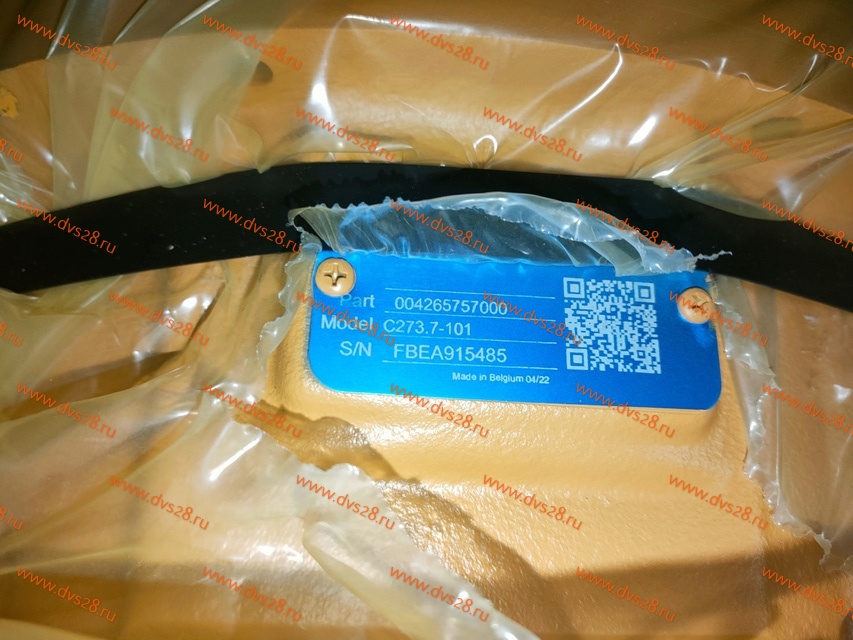 Part 004265757000
Model C273.7-101
S/N FBEA915485
Made in Belgium 04/22
www.dvs28.ru